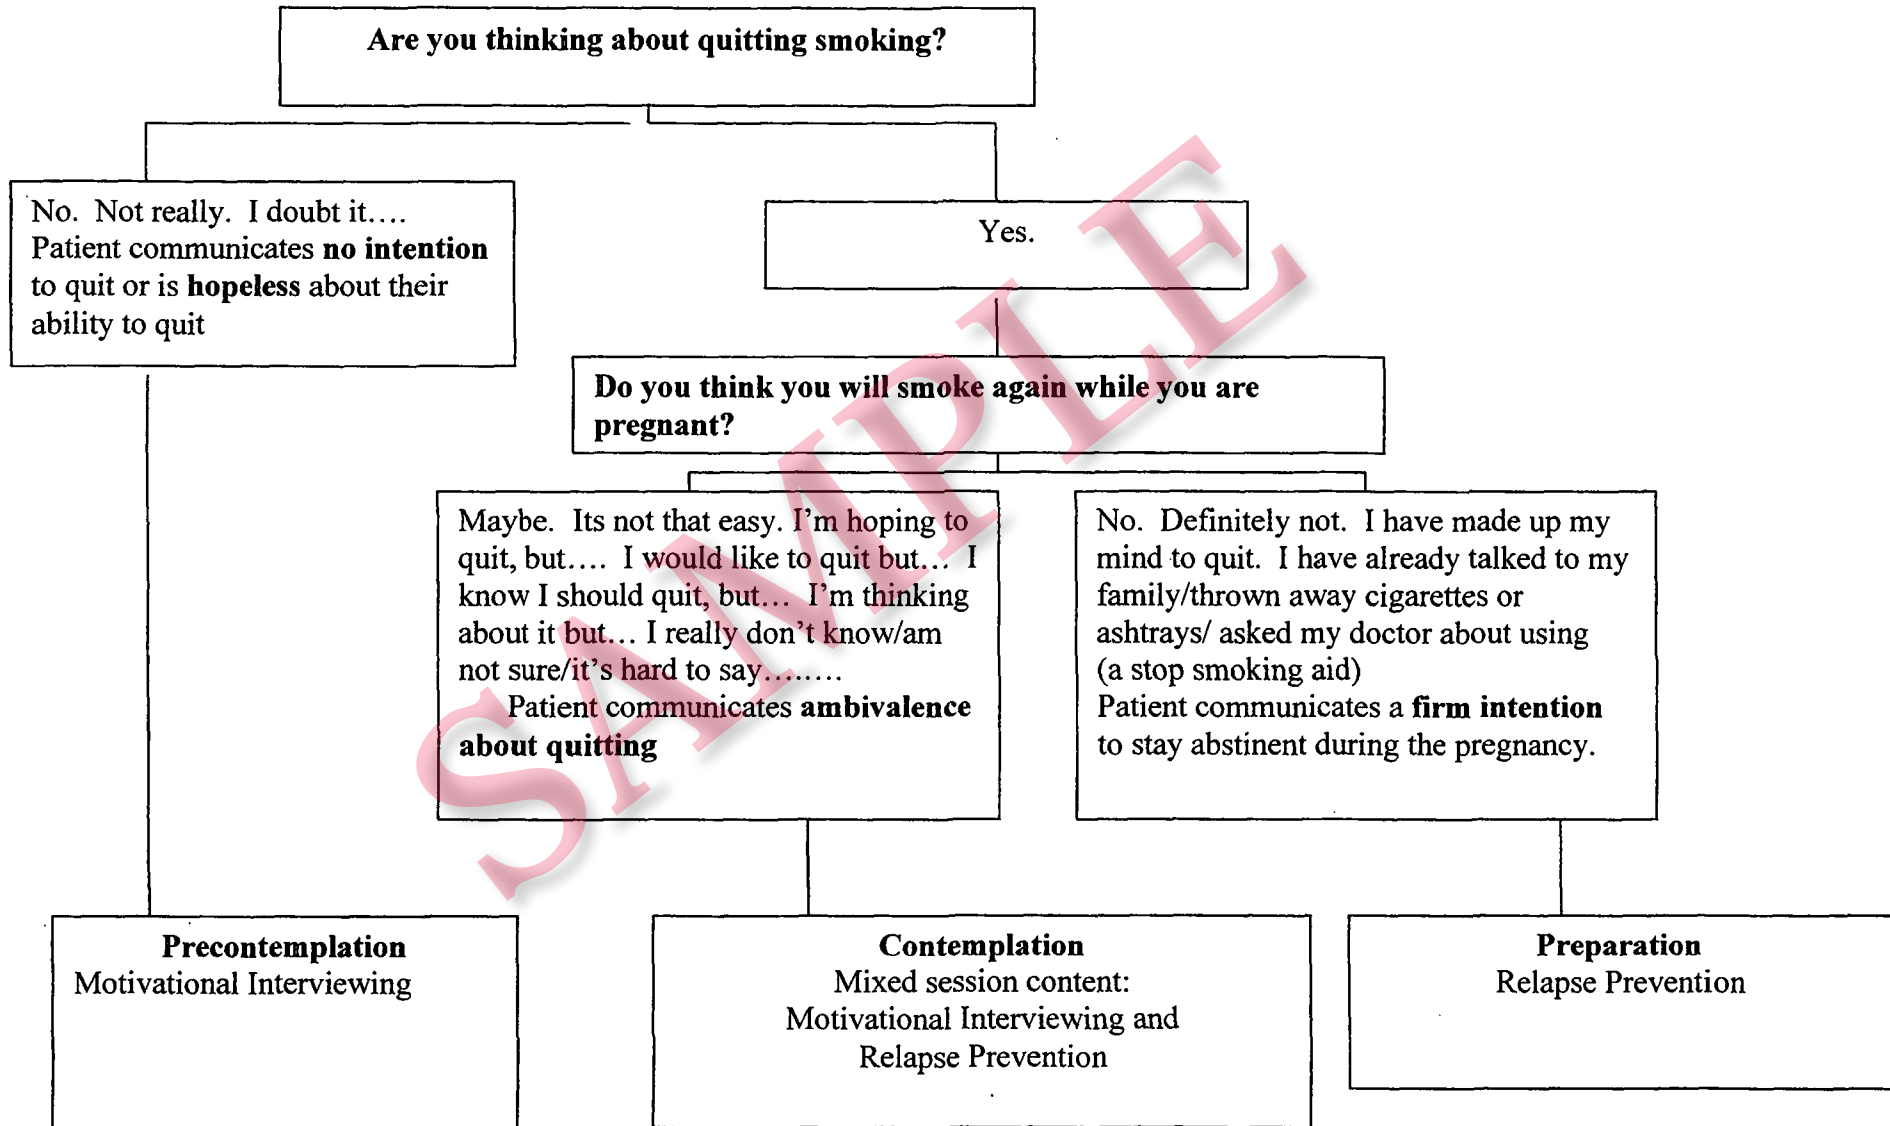 Are you thinking about quitting smoking?
No. Not really. I doubt it....
Patient communicates no intention
to quit or is hopeless about their
ability to quit
Yes.
Do you think you will smoke again while you are
pregnant?
Maybe. Its not that easy. I'm hoping to
quit, but.... I would like to quit but... I
know I should quit, but... I'm thinking
about it but... I really don't know/am
not sure/it's hard to say........
Patient communicates ambivalence
about quitting
No. Definitely not. I have made up my
mind to quit. I have already talked to my
family/thrown away cigarettes or
ashtrays/ asked my doctor about using
(a stop smoking aid)
Patient communicates a firm intention
to stay abstinent during the pregnancy.
Precontemplation
Motivational Interviewing
Contemplation
Mixed session content:
Motivational Interviewing and
Relapse Prevention
Preparation
Relapse Prevention
SAMPLE